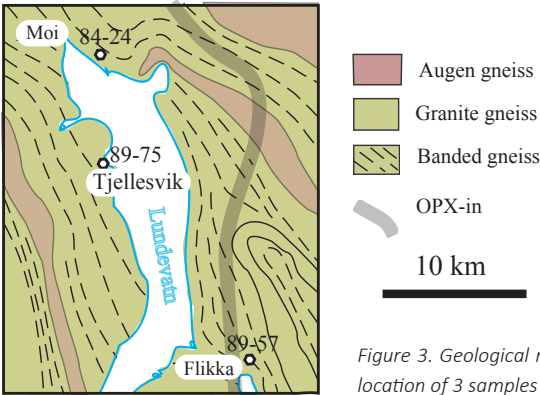 Moi
84-24
89-75
Tjellesvik
Lundevatn
89-57
Flikka
Augen gneiss
Granite gneiss
Banded gneiss
OPX-in
10 km
Figure 3. Geological
location of 3 samples